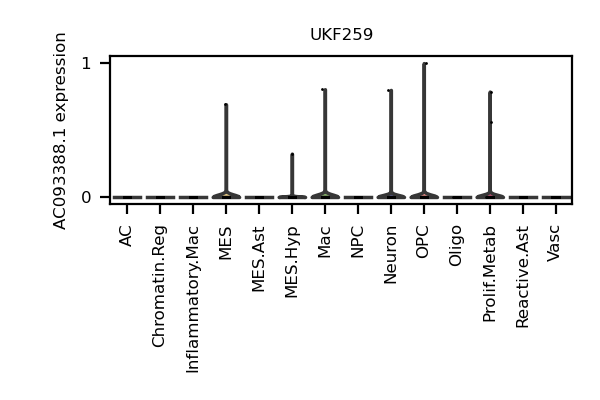 UKF259
AC093388.1 expression
1
0
AC
Chromatin.Reg
Inflammatory.Mac
MES
MES.Ast
MES.Hyp
Mac
NPC
Neuron
OPC
Oligo
Prolif.Metab
Reactive.Ast
Vasc